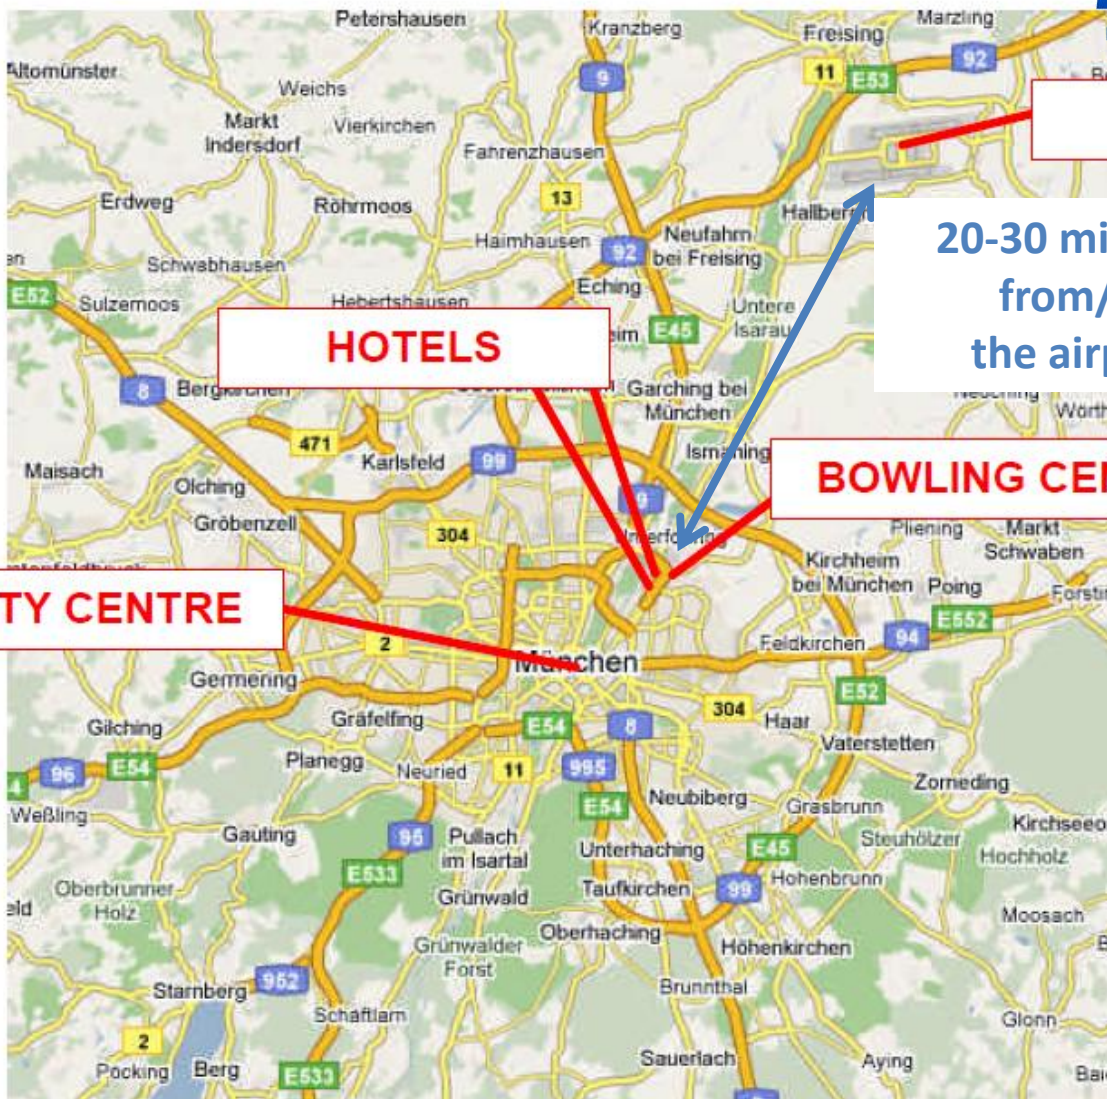 Petershausen
Kranzberg
Marzling
Freising
92
Altomünster
9
11
E53
Weichs
Markt
Indersdorf
Vierkirchen
Fahrenzhausen
13
Erdweg
Röhrmoos
Haimhausen
Neufahrn
bei Freising
92
Schwabhausen
Eching
20-30 mi
from/
the airp
E52
Sulzemoos
Hebertshausen
Untere
Isarau
HOTELS
E45
8
Bergkirchen
Garching bei
München
471
Karlsfeld
99
Ismaning
Maisach
Olching
BOWLING CE
9
Gröbenzell
304
Unterföhring
Pliening
Markt
Schwaben
Kirchheim
bei München
Poing
TY CENTRE
E552
94
2
München
Feldkirchen
Germering
E52
304
Haar
Gilching
Gräfelfing
E54
8
Vaterstetten
96
E54
Planegg
Neuried
11
995
Zorneding
Weßling
E54
Neubiberg
Grasbrunn
Gauting
95
Pullach
im Isartal
Unterhaching
E45
Steuhölzer
Hochholz
E533
99
Hohenbrunn
Oberbrunner
Holz
Grünwald
Taufkirchen
Moosach
Oberhaching
Höhenkirchen
Grünwalder
Forst
Starnberg
952
Brunnthal
Schäftlarn
Glonn
2
Pöcking
Berg
E533
Sauerlach
Aying